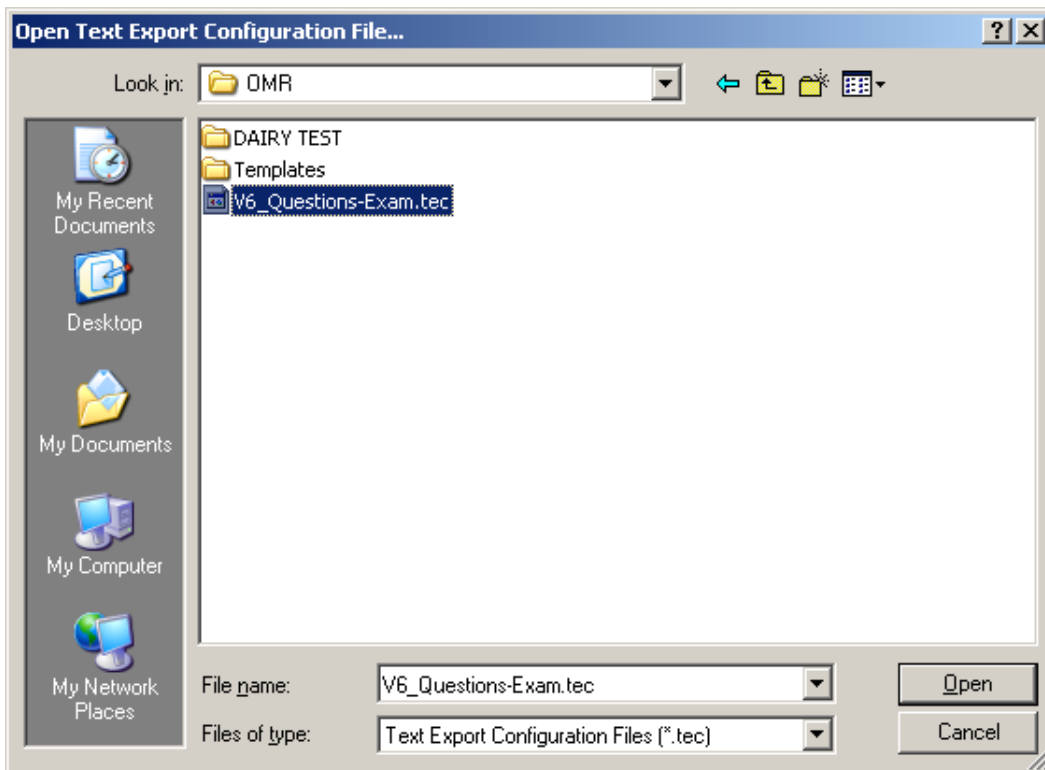 Open Text Export Configuration File...
Look in: OMR
My Recent
Documents
Desktop
My Documents
My Computer
My Network
Places
DAIRY TEST
Templates
V6_Questions-Exam.tec
File name: V6_Questions-Exam.tec Open
Files of type: Text Export Configuration Files (*.tec) Cancel